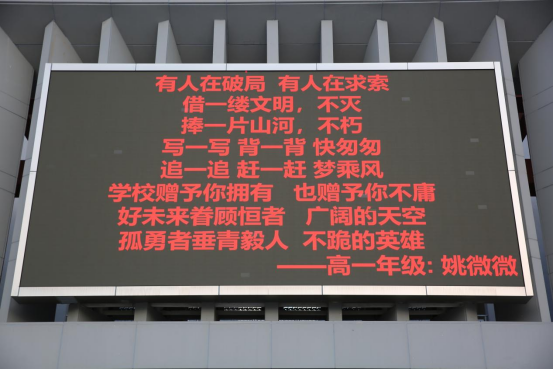 有人在破局 有人在求索
借一缕文明，不灭
捧一片山河，不朽
写一写 背一背 快匆匆
追一追 赶一赶 梦乘风
学校赠予你拥有 也赠予你不庸
好未来眷顾恒者 广阔的天空
孤勇者垂青毅人 不跪的英雄
——高一年级：姚微微